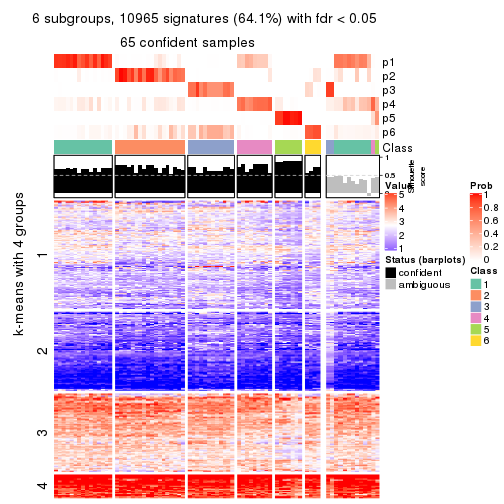 6 subgroups, 10965 signatures (64.1%) with fdr < 0.05
65 confident samples
p1
p2
p3
p4
p5
p6
Class
1
0.5
0
Silhouette
score
k-means with 4 groups
1
2
3
4
Value
5
4
3
2
1
Status (barplots)
confident
ambiguous
Prob
1
0.8
0.6
0.4
0.2
0
Class
1
2
3
4
5
6